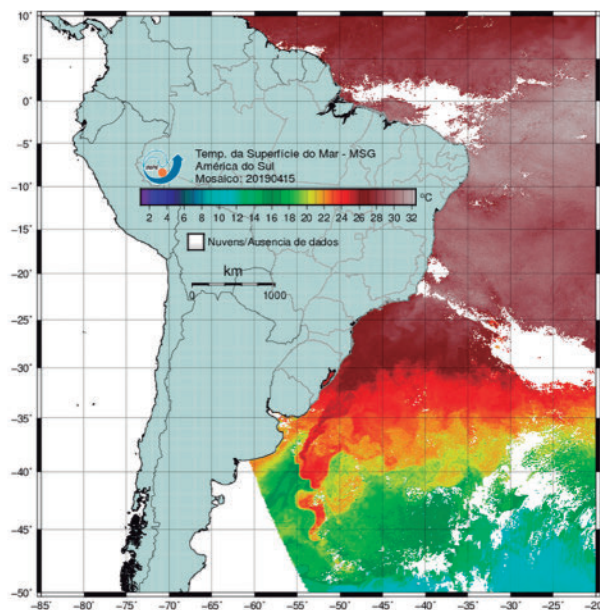 10˚
5˚
0˚
−5˚
−10˚
−15˚
−20˚
−25˚
−30˚
−35˚
−40˚
−45˚
−50˚
Temp. da Superfície do Mar - MSG
América do Sul
Mosaico: 20190415
ºC
2 4 6 8 10 12 14 16 18 20 22 24 26 28 30 32
Nuvens/Ausencia de dados
km
0 1000
−85˚ −80˚ −75˚ −70˚ −65˚ −60˚ −55˚ −50˚ −45˚ −40˚ −35˚ −30˚ −25˚ −20˚